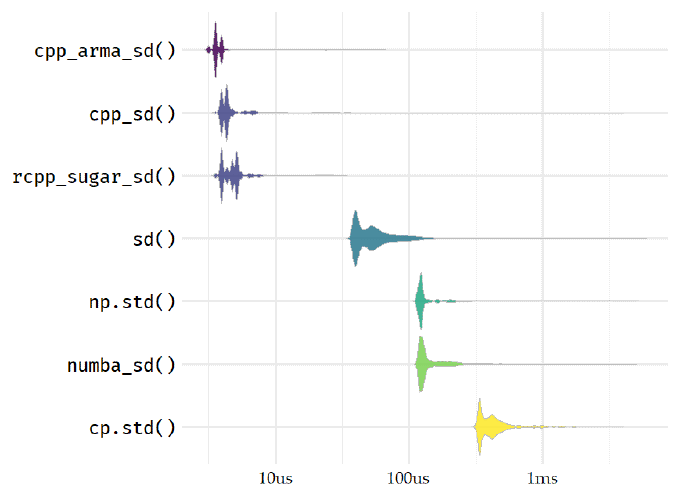 cpp_arma_sd()
cpp_sd()
rcpp_sugar_sd()
sd()
np.std()
numba_sd()
cp.std()
10us 100us 1ms